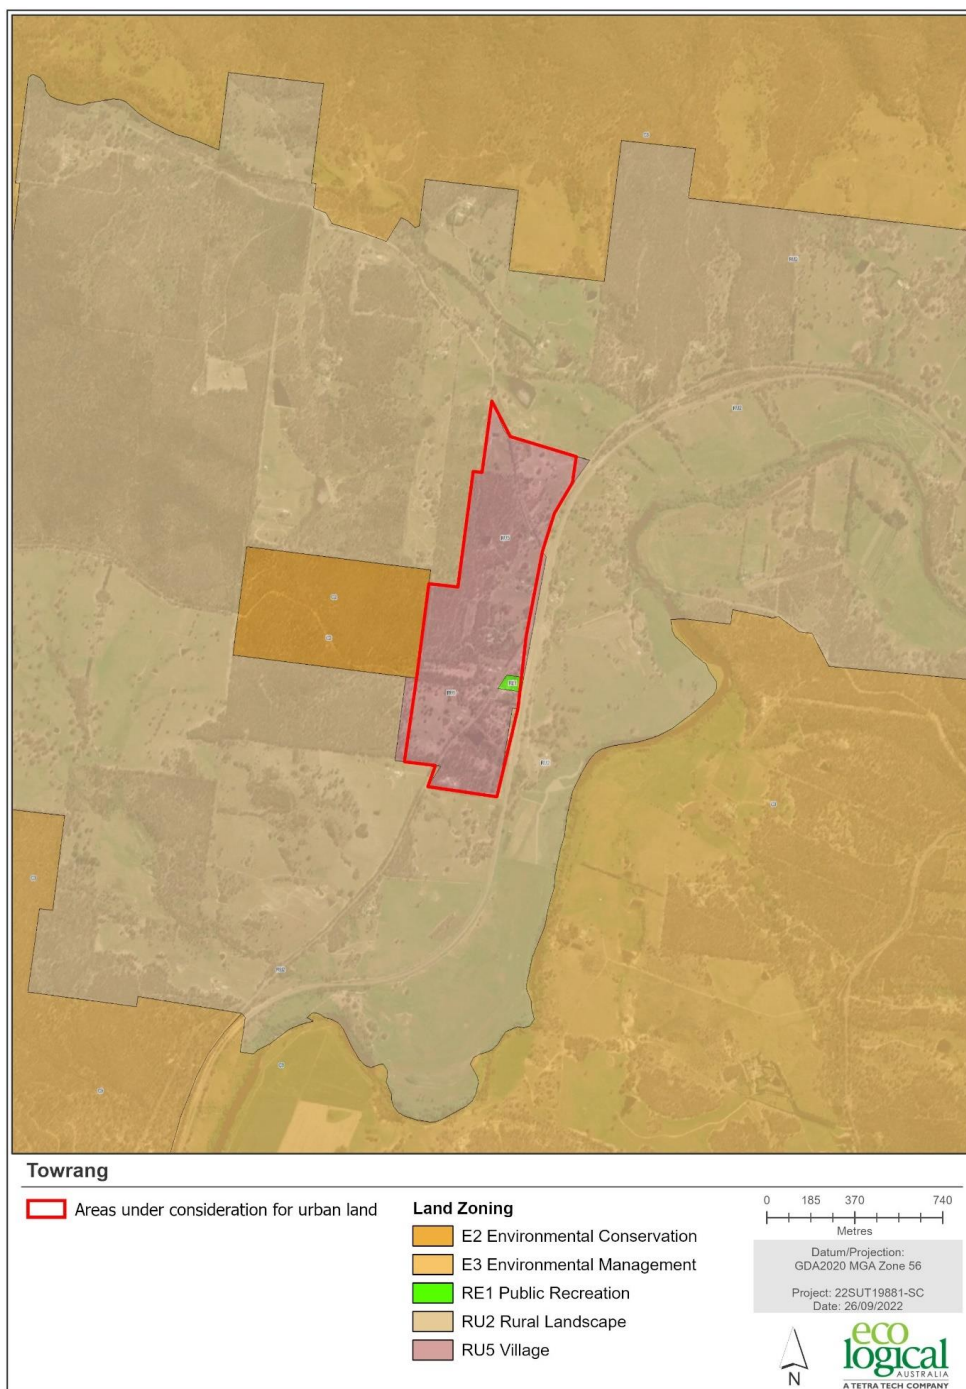 RE1
Towrang
Areas under consideration for urban land
Land Zoning
E2 Environmental Conservation
E3 Environmental Management
RE1 Public Recreation
RU2 Rural Landscape
RU5 Village
0 185 370 740
Metres
Datum/Projection:
GDA2020 MGA Zone 56
Project: 22SUT19881-SC
Date: 26/09/2022
N
eco
logical
AUSTRALIA
A TETRA TECH COMPANY